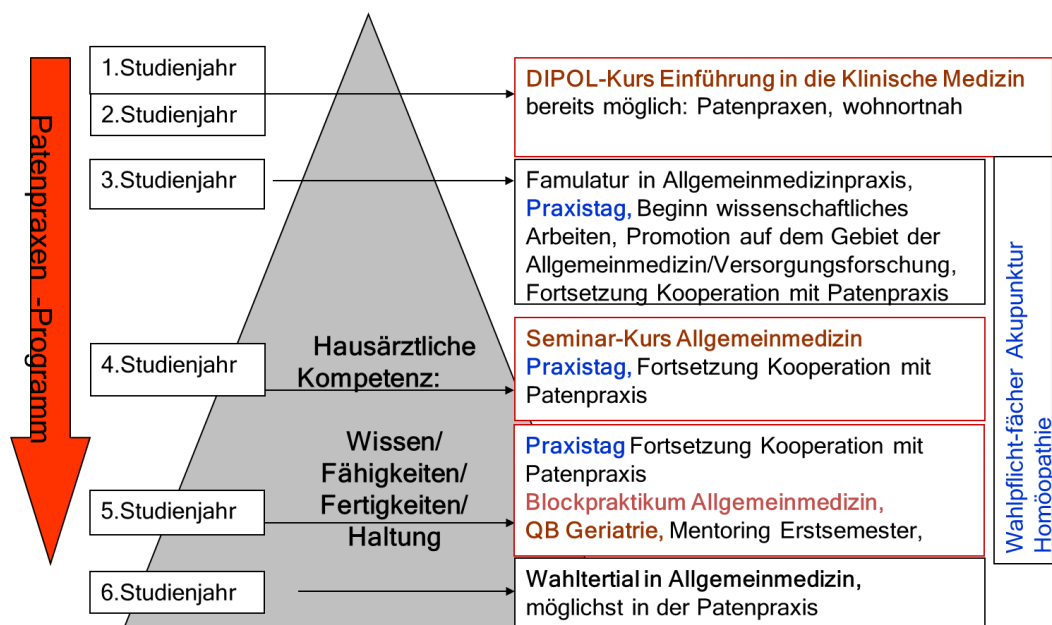 Patenpraxen -Programm
1.Studienjahr
2.Studienjahr
DIPOL-Kurs Einführung in die Klinische Medizin
bereits möglich: Patenpraxen, wohnortnah
3.Studienjahr
Famulatur in Allgemeinmedizinpraxis,
Praxistag, Beginn wissenschaftliches
Arbeiten, Promotion auf dem Gebiet der
Allgemeinmedizin/Versorgungsforschung,
Fortsetzung Kooperation mit Patenpraxis
4.Studienjahr
Seminar-Kurs Allgemeinmedizin
Praxistag, Fortsetzung Kooperation mit
Patenpraxis
Hausärztliche
Kompetenz:
Wissen/
Fähigkeiten/
Fertigkeiten/
Haltung
5.Studienjahr
Praxistag Fortsetzung Kooperation mit
Patenpraxis
Blockpraktikum Allgemeinmedizin,
QB Geriatrie, Mentoring Erstsemester,
6.Studienjahr
Wahltertial in Allgemeinmedizin,
möglichst in der Patenpraxis
Wahlpflicht-fächer Akupunktur
Homöopathie